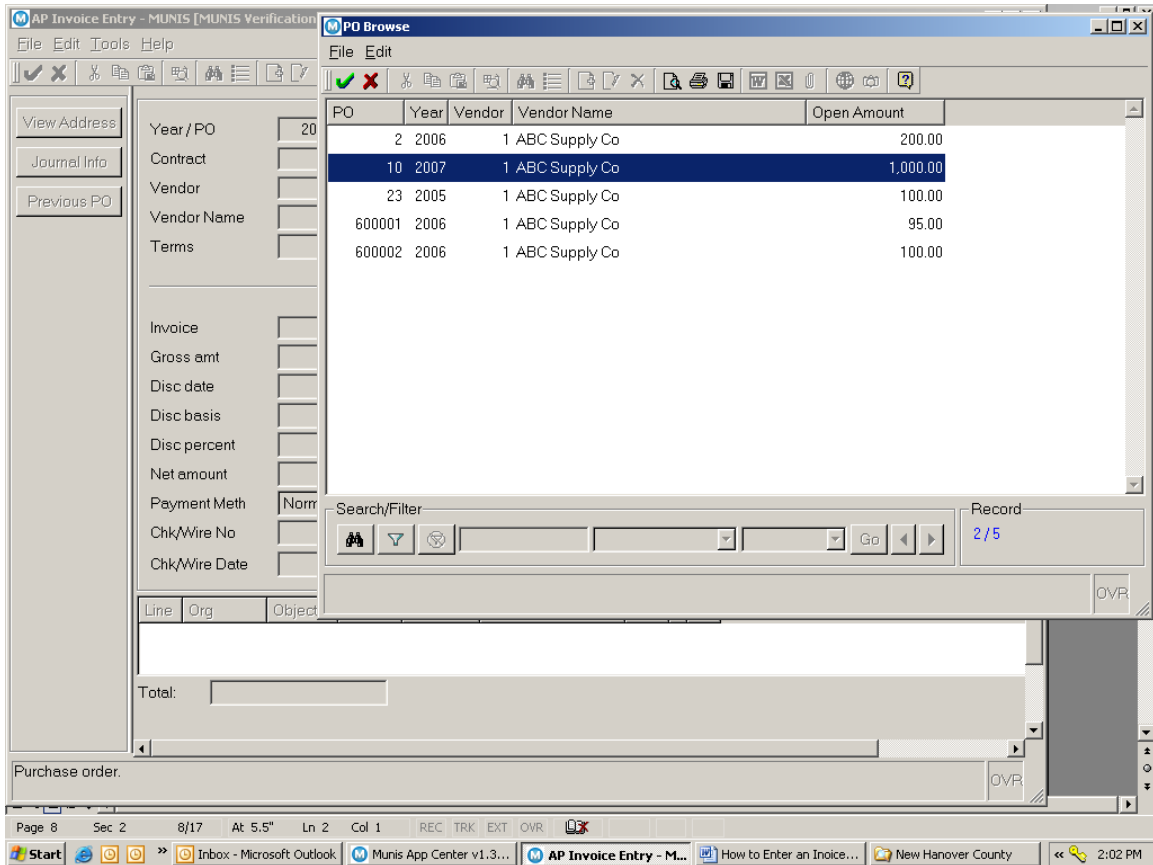 AP Invoice Entry - MUNIS [MUNIS Verification
File Edit Tools Help
View Address
Journal Info
Previous PO
Year / PO 20
Contract
Vendor
Vendor Name
Terms
Invoice
Gross amt
Disc date
Disc basis
Disc percent
Net amount
Payment Meth Norm
Chk/Wire No
Chk/Wire Date
Line Org Object
Total:
Purchase order.
OVR
PO Browse
File Edit
PO Year Vendor Vendor Name Open Amount
2 2006 1 ABC Supply Co 200.00
10 2007 1 ABC Supply Co 1,000.00
23 2005 1 ABC Supply Co 100.00
600001 2006 1 ABC Supply Co 95.00
600002 2006 1 ABC Supply Co 100.00
Search/Filter
Go
Record
2 / 5
OVR
Page 8 Sec 2 8/17 At 5.5" Ln 2 Col 1 REC TRK EXT OVR
Start » Inbox - Microsoft Outlook Munis App Center v1.3... AP Invoice Entry - M... How to Enter an Inoice... New Hanover County « 2:02 PM